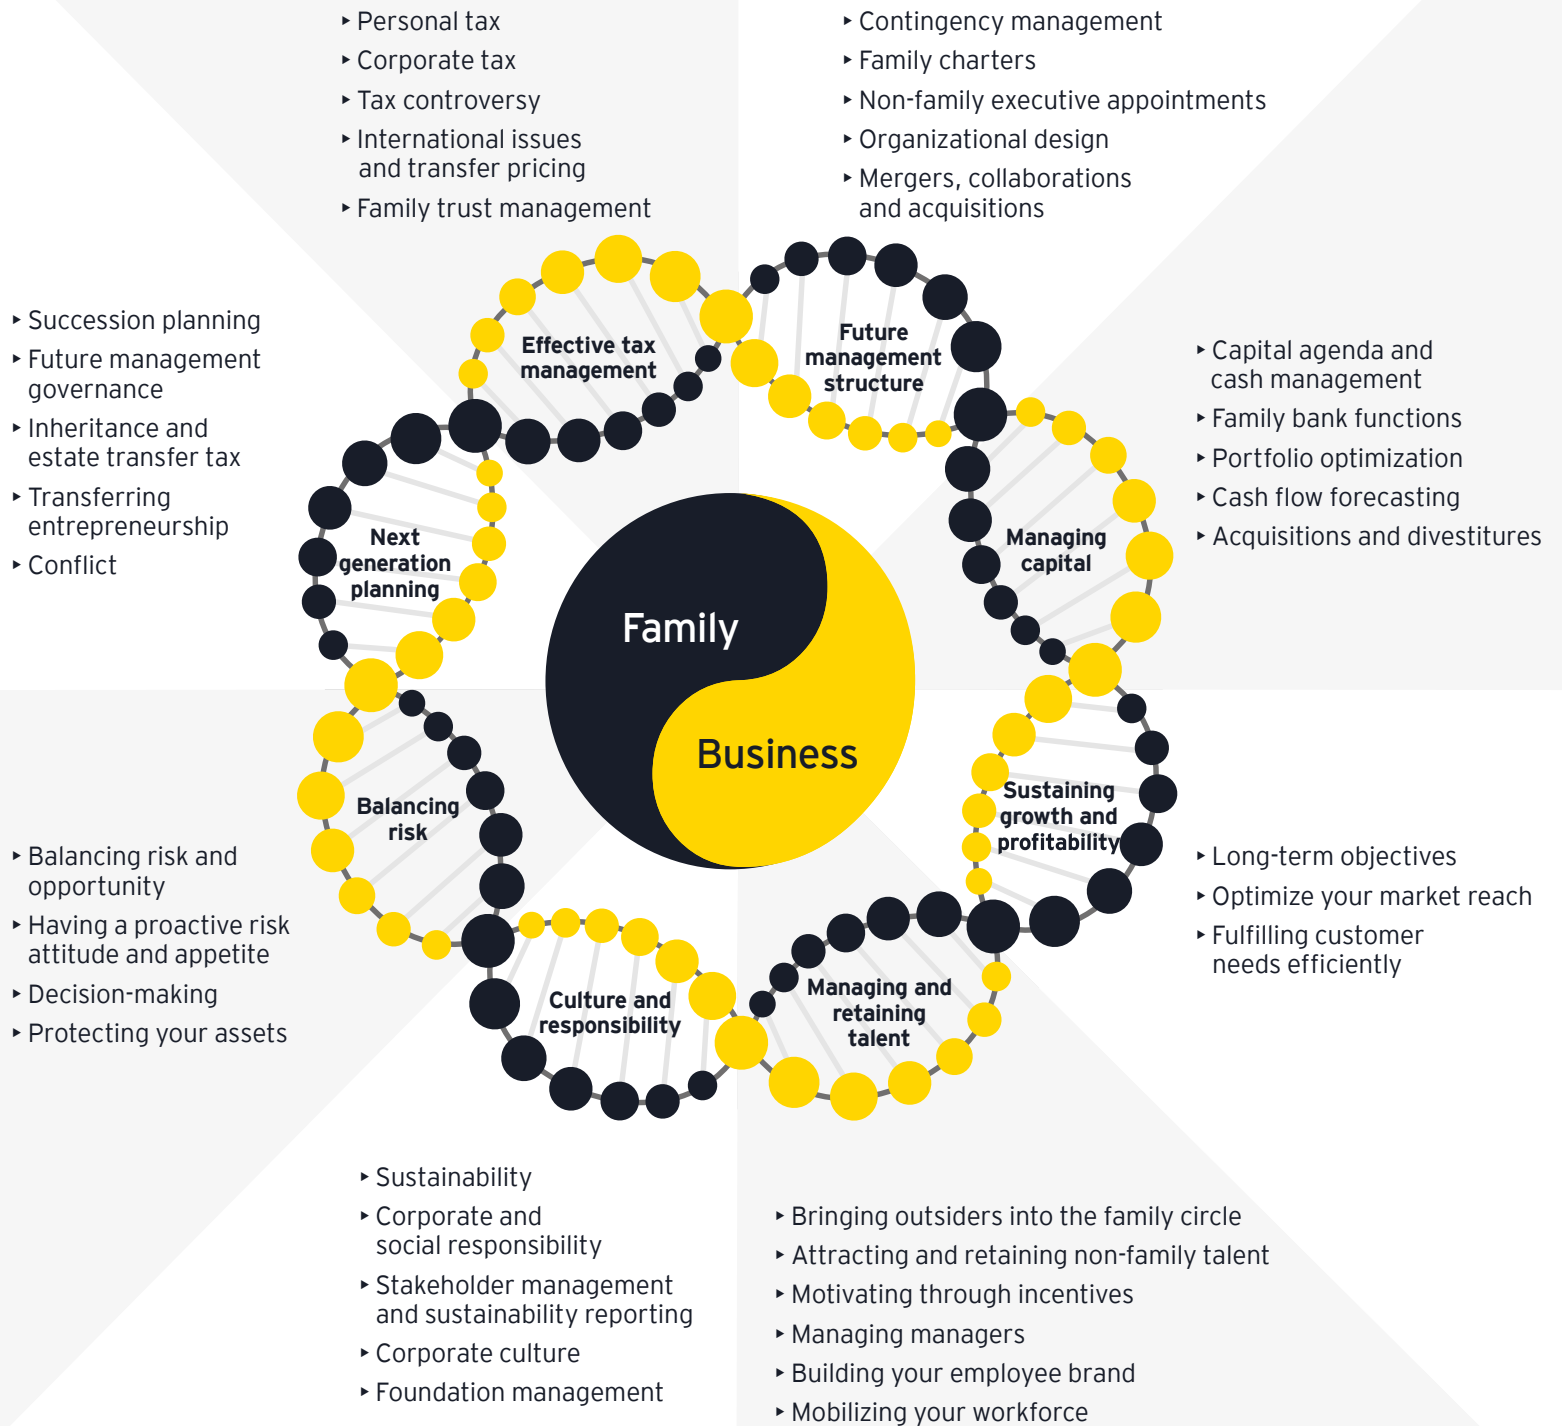 ‣ Personal tax
‣ Corporate tax
‣ Tax controversy
‣ International issues
and transfer pricing
‣ Family trust management
‣ Contingency management
‣ Family charters
‣ Non-family executive appointments
‣ Organizational design
‣ Mergers, collaborations
and acquisitions
‣ Succession planning
‣ Future management
governance
‣ Inheritance and
estate transfer tax
‣ Transferring
entrepreneurship
‣ Conflict
Effective tax
management
Future
management
structure
‣ Capital agenda and
cash management
‣ Family bank functions
‣ Portfolio optimization
‣ Cash flow forecasting
‣ Acquisitions and divestitures
Next
generation
planning
Managing
capital
Family
Business
Balancing
risk
Sustaining
growth and
profitability
‣ Balancing risk and
opportunity
‣ Having a proactive risk
attitude and appetite
‣ Decision-making
‣ Protecting your assets
‣ Long-term objectives
‣ Optimize your market reach
‣ Fulfilling customer
needs efficiently
Culture and
responsibility
Managing and
retaining
talent
‣ Sustainability
‣ Corporate and
social responsibility
‣ Stakeholder management
and sustainability reporting
‣ Corporate culture
‣ Foundation management
‣ Bringing outsiders into the family circle
‣ Attracting and retaining non-family talent
‣ Motivating through incentives
‣ Managing managers
‣ Building your employee brand
‣ Mobilizing your workforce